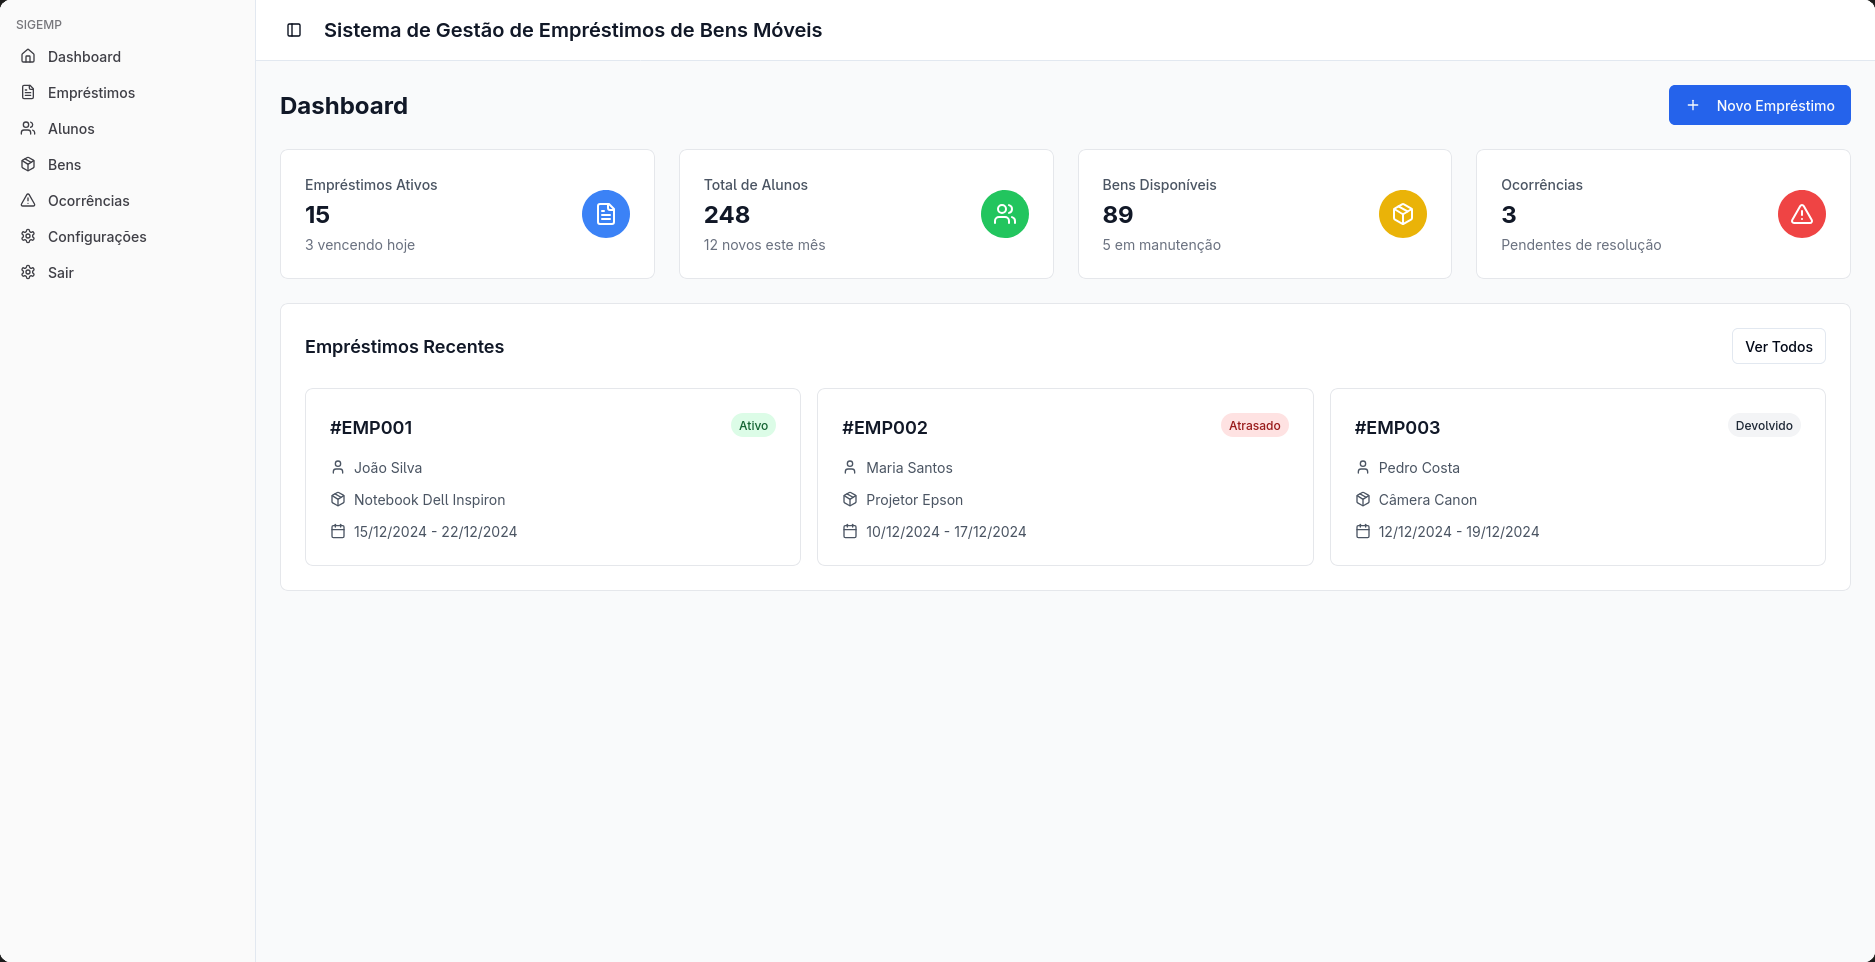 SIGEMP
Dashboard
Empréstimos
Alunos
Bens
Ocorrências
Configurações
Sair
Sistema de Gestão de Empréstimos de Bens Móveis
Dashboard
Novo Empréstimo
Empréstimos Ativos
15
3 vencendo hoje
Total de Alunos
248
12 novos este mês
Bens Disponíveis
89
5 em manutenção
Ocorrências
3
Pendentes de resolução
Empréstimos Recentes
Ver Todos
#EMP001
Ativo
João Silva
Notebook Dell Inspiron
15/12/2024 - 22/12/2024
#EMP002
Atrasado
Maria Santos
Projetor Epson
10/12/2024 - 17/12/2024
#EMP003
Devolvido
Pedro Costa
Câmera Canon
12/12/2024 - 19/12/2024